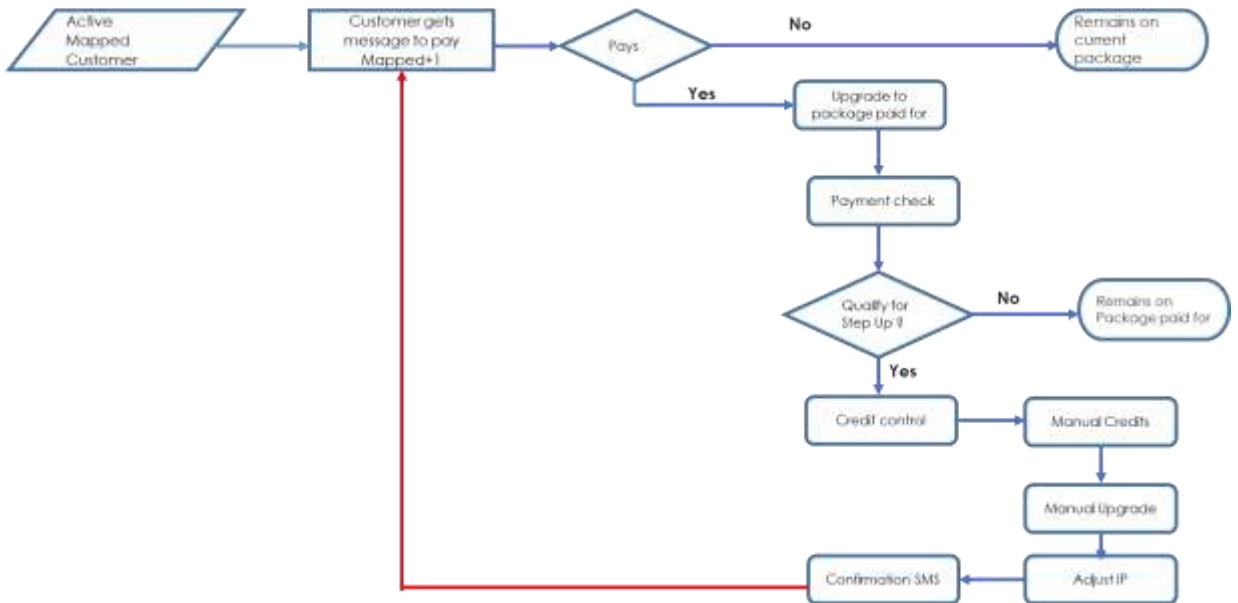 Active
Mapped
Customer
Customer gets
message to pay
Mapped+1
Pays
No
Remains on
current
package
Yes
Upgrade to
package paid for
Payment check
Qualify for
Step Up ?
No
Remains on
Package paid for
Yes
Credit control
Manual Credits
Manual Upgrade
Adjust IP
Confirmation SMS